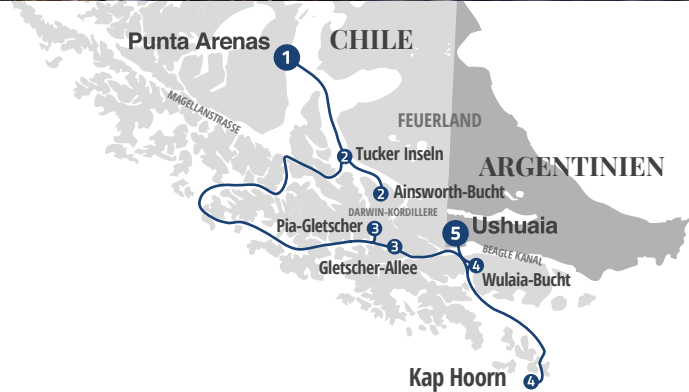 Punta Arenas
1
CHILE
MAGELLANSTRASSE
FEUERLAND
2
Tucker Inseln
ARGENTINIEN
2
Ainsworth-Bucht
DARWIN-KORDILLERE
Pia-Gletscher
3
5
Ushuaia
3
BEAGLE KANAL
Gletscher-Allee
4
Wulaia-Bucht
Kap Hoorn
4